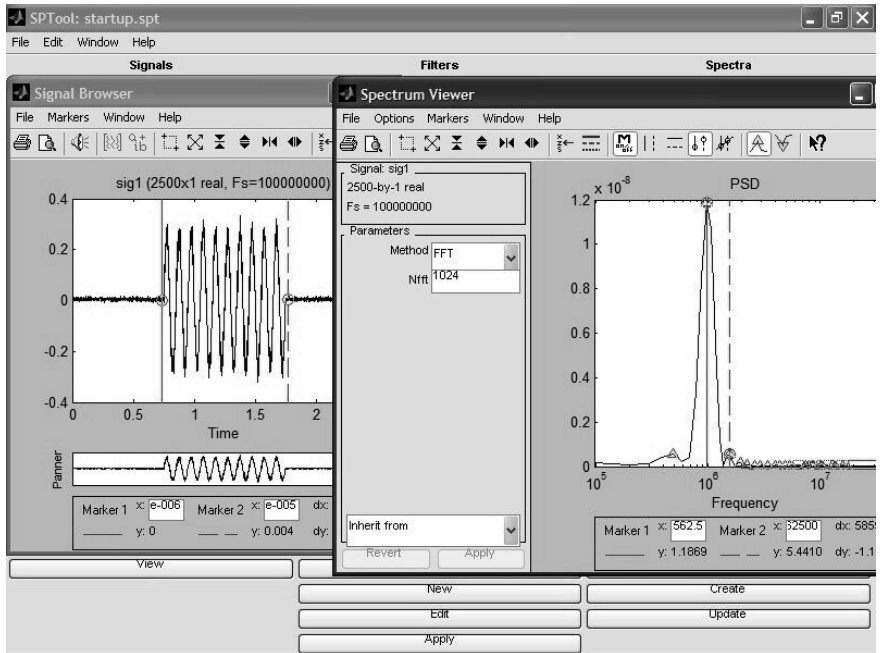 SPTool: startup.spt
File Edit Window Help
Signals Filters Spectra
Signal Browser
File Markers Window Help
sig1 (2500x1 real, Fs=100000000)
0.4
0.2
0
-0.2
-0.4
0 0.5 1 1.5 2
Time
Panner
Marker 1 x: e-006 Marker 2 x: e-005 dx:
y: 0 y: 0.004 dy:
Spectrum Viewer
File Options Markers Window Help
Signal: sig1
2500-by-1 real
Fs = 100000000
Parameters
Method FFT
Nfft 1024
Inherit from
Revert Apply
PSD
1.2 x 10^-8
1
0.8
0.6
0.4
0.2
0
10^5 10^6 10^7
Frequency
Marker 1 x: 562.5 Marker 2 x: 62500 dx: 5859
y: 1.1869 y: 5.4410 dy: -1.1
View
New Create
Edit Update
Apply